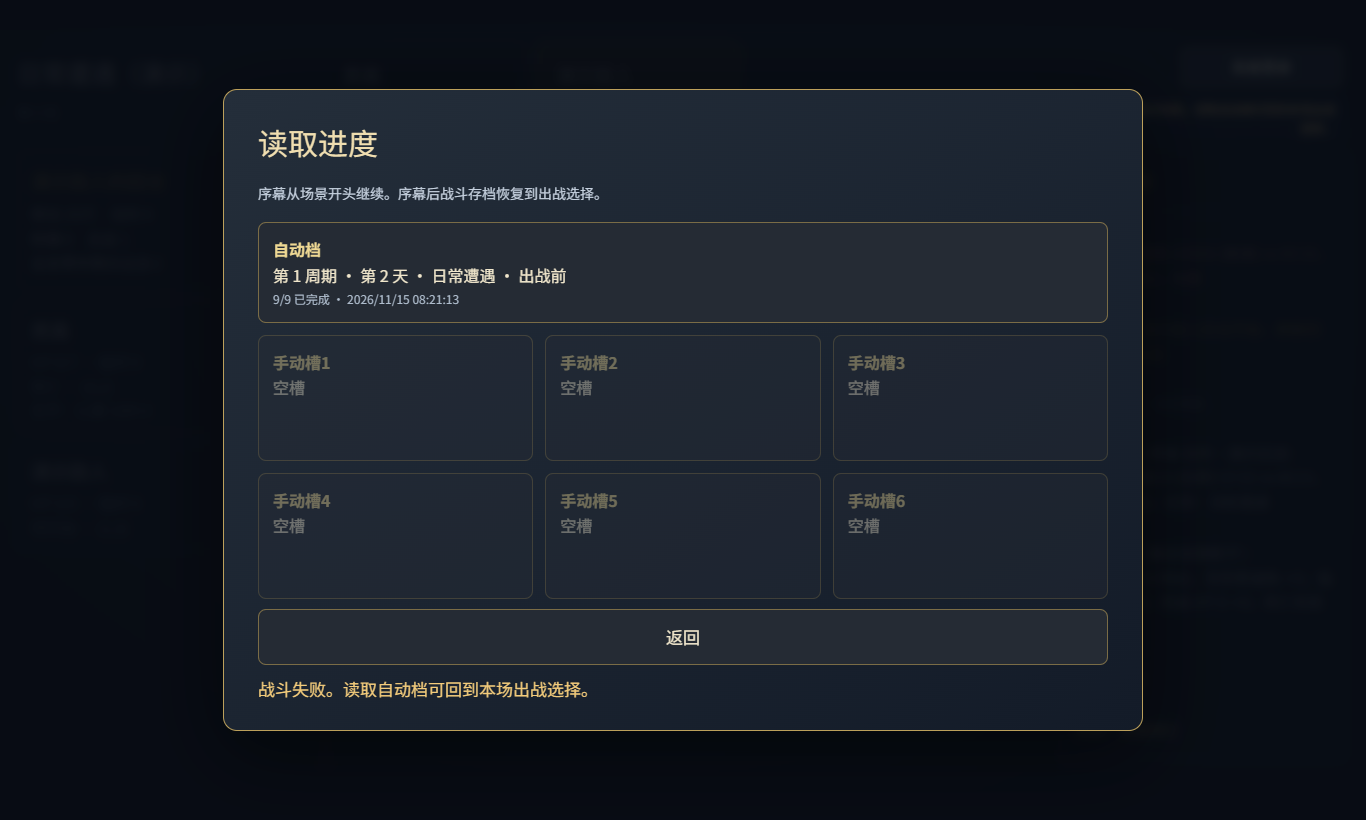 读取进度
序幕从场景开头继续。序幕后战斗存档恢复到出战选择。
自动档
第 1 周期 · 第 2 天 · 日常遭遇 · 出战前
9/9 已完成 · 2026/11/15 08:21:13
手动槽1
空槽
手动槽2
空槽
手动槽3
空槽
手动槽4
空槽
手动槽5
空槽
手动槽6
空槽
返回
战斗失败。读取自动档可回到本场出战选择。